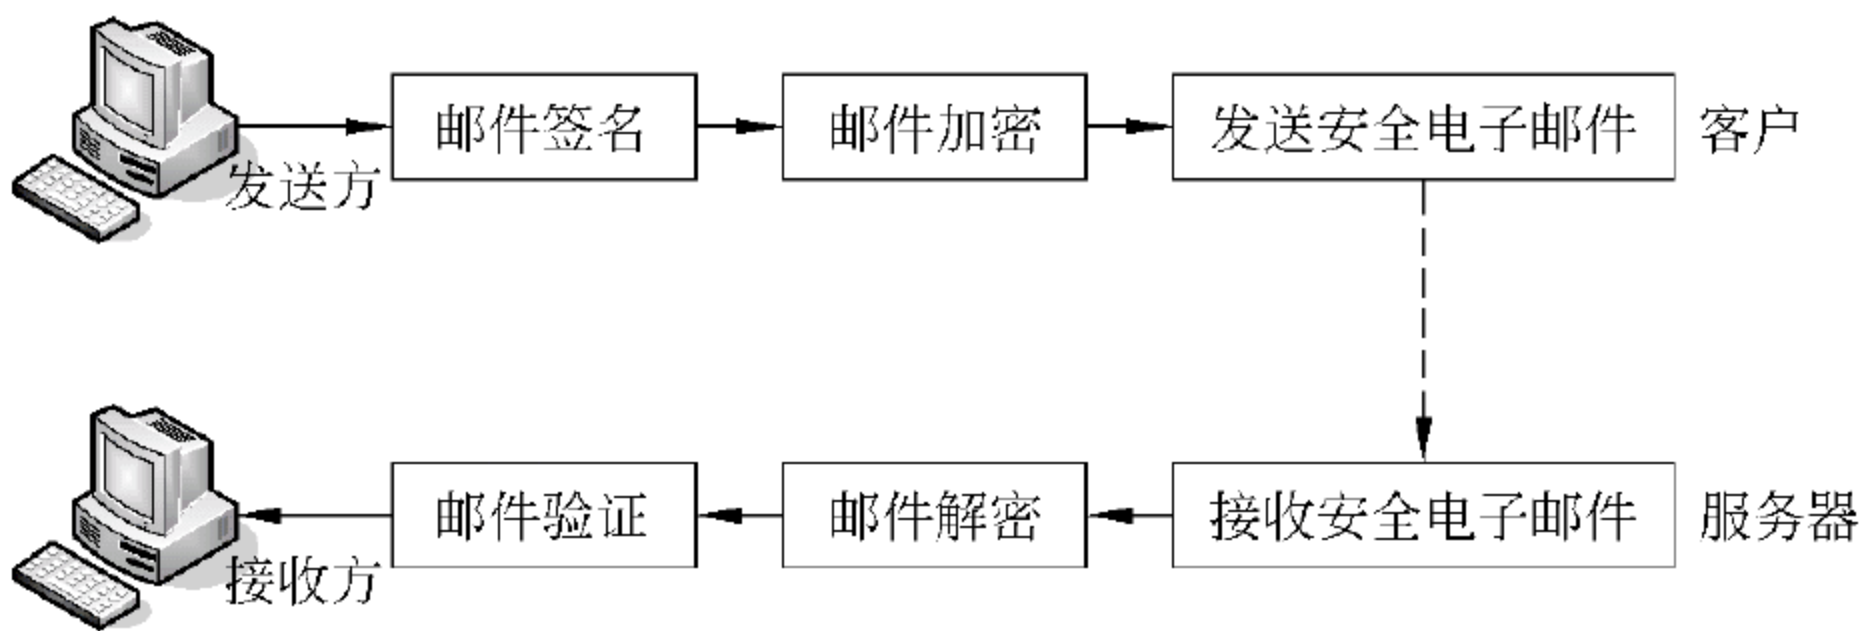 邮件签名
邮件加密
发送安全电子邮件
客户
发送方
邮件验证
邮件解密
接收安全电子邮件
服务器
接收方